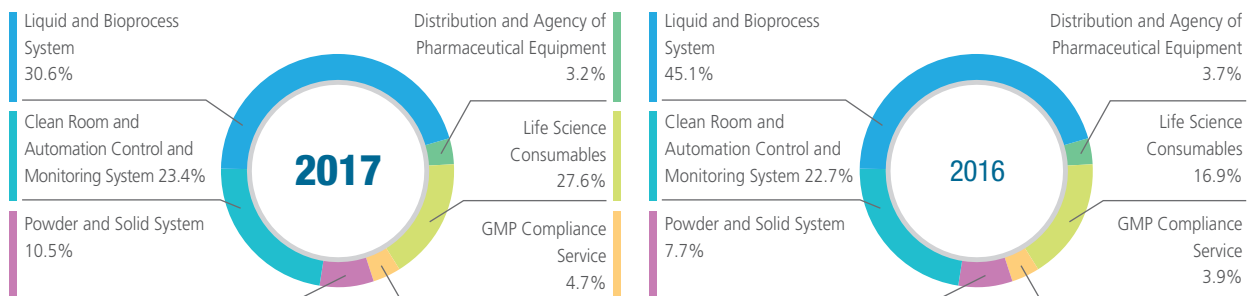 Liquid and Bioprocess
System
30.6%
Clean Room and
Automation Control and
Monitoring System 23.4%
Powder and Solid System
10.5%
2017
Distribution and Agency of
Pharmaceutical Equipment
3.2%
Life Science
Consumables
27.6%
GMP Compliance
Service
4.7%
Liquid and Bioprocess
System
45.1%
Clean Room and
Automation Control and
Monitoring System 22.7%
Powder and Solid System
7.7%
2016
Distribution and Agency of
Pharmaceutical Equipment
3.7%
Life Science
Consumables
16.9%
GMP Compliance
Service
3.9%